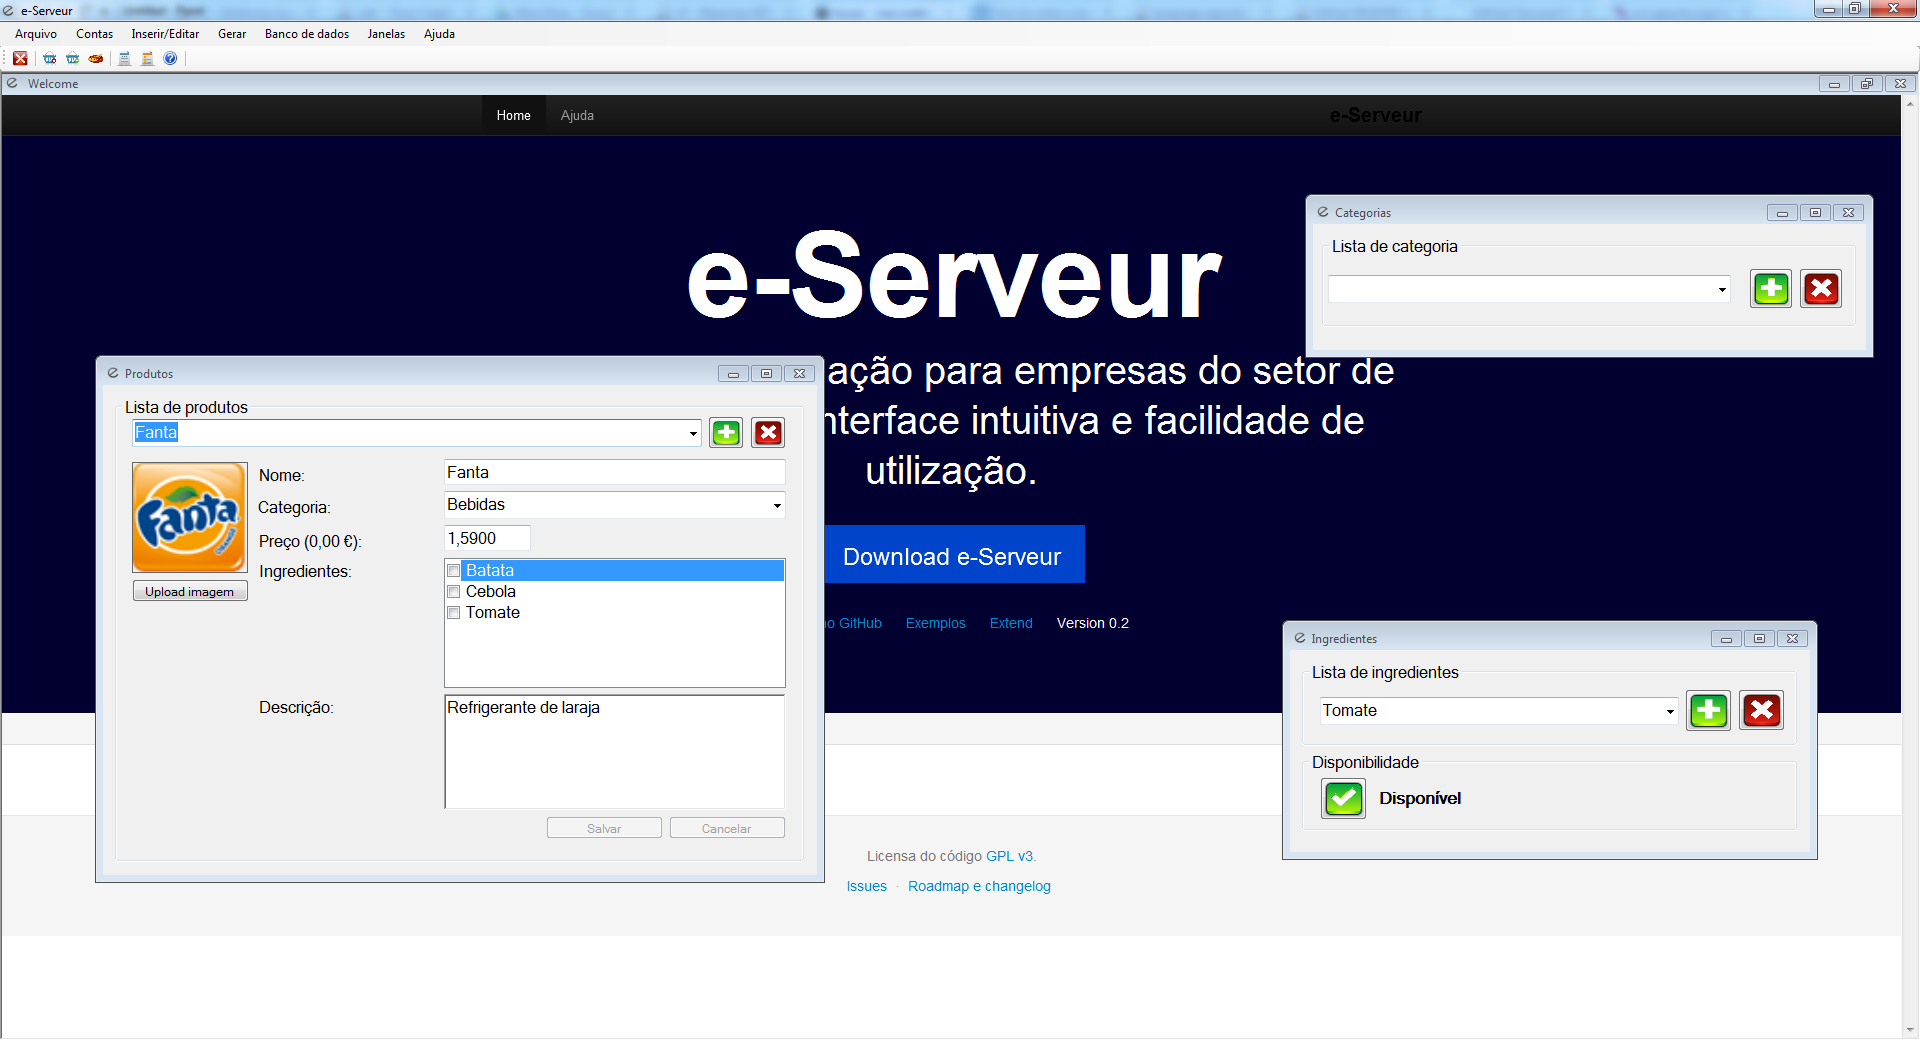 e-Serveur
Arquivo Contas Inserir/Editar Gerar Banco de dados Janelas Ajuda
Welcome
Home Ajuda e-Serveur
e-Serveur
ação para empresas do setor de
nterface intuitiva e facilidade de
utilização.
Download e-Serveur
no GitHub Exemplos Extend Version 0.2
Licensa do código GPL v3.
Issues · Roadmap e changelog
Categorias
Lista de categoria
Produtos
Lista de produtos
Fanta
Fanta
Upload imagem
Nome: Fanta
Categoria: Bebidas
Preço (0,00 €): 1,5900
Ingredientes: Batata
Cebola
Tomate
Descrição: Refrigerante de laraja
Salvar Cancelar
Ingredientes
Lista de ingredientes
Tomate
Disponibilidade
Disponível